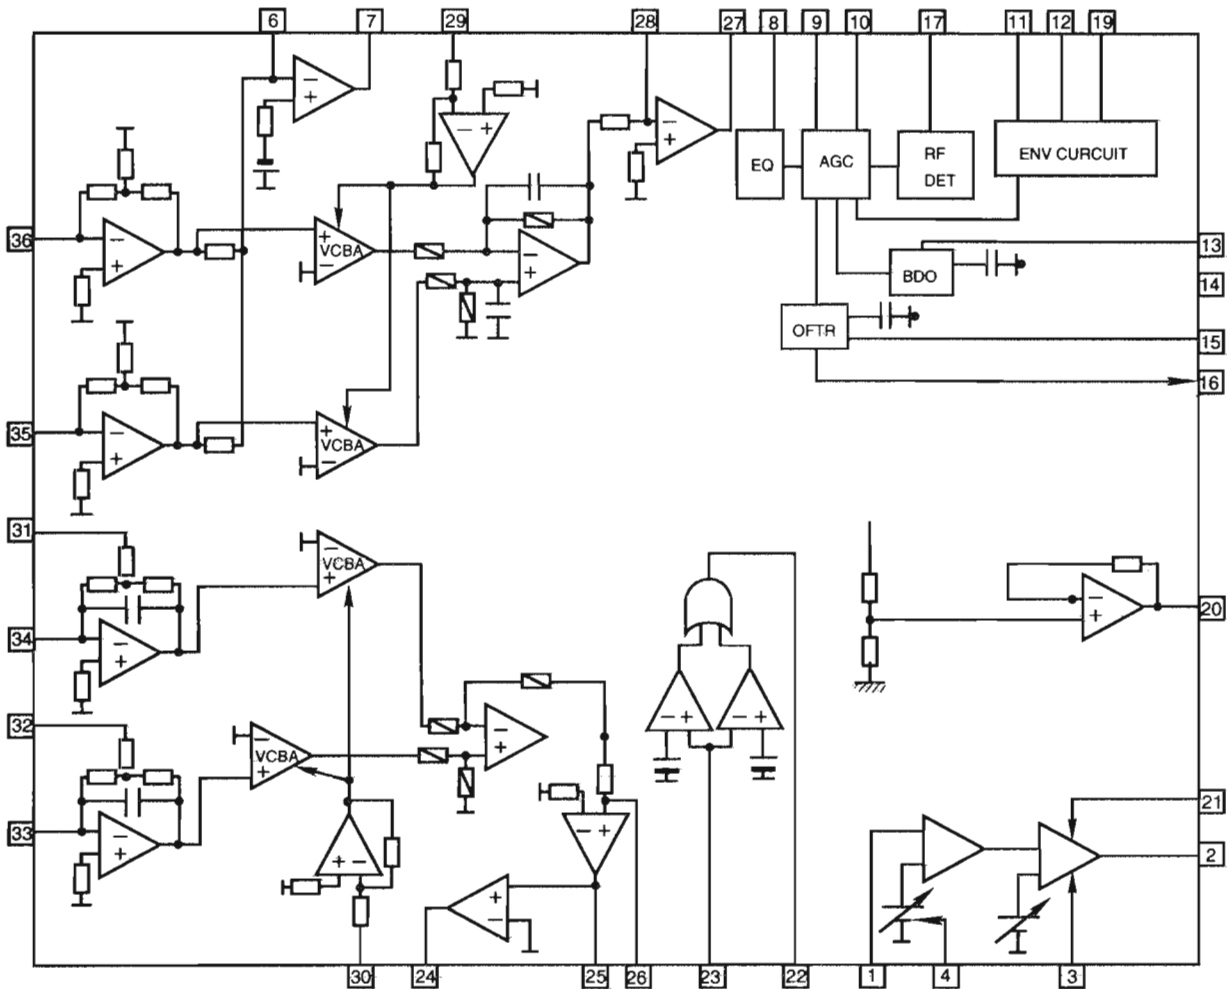 6 7 29 28 27 8 9 10 17 11 12 19
− +
− +
EQ
AGC
RF
DET
ENV CURCUIT
− +
36
− +
+ VCBA −
− +
13
BDO
14
OFTR
15
16
35
− +
+ VCBA −
31
− VCBA +
34
− +
− +
20
32
− VCBA +
− +
− + − +
33
− +
− +
+ −
21
2
+ −
30 24 25 26 23 22 1 4 3